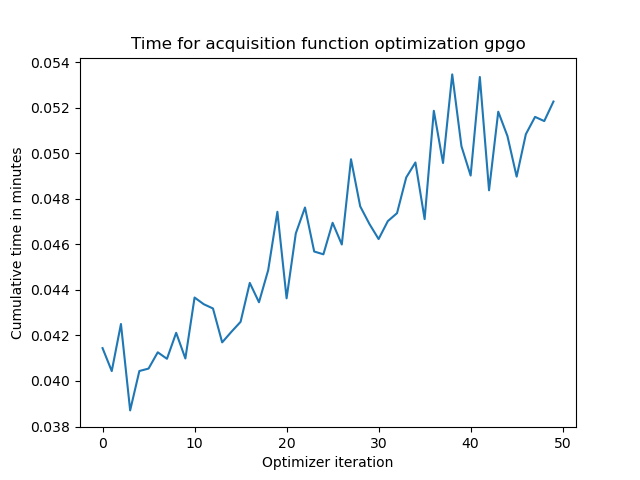 Time for acquisition function optimization gpgo
0.054
0.052
0.050
0.048
0.046
0.044
0.042
0.040
0.038
Cumulative time in minutes
0 10 20 30 40 50
Optimizer iteration